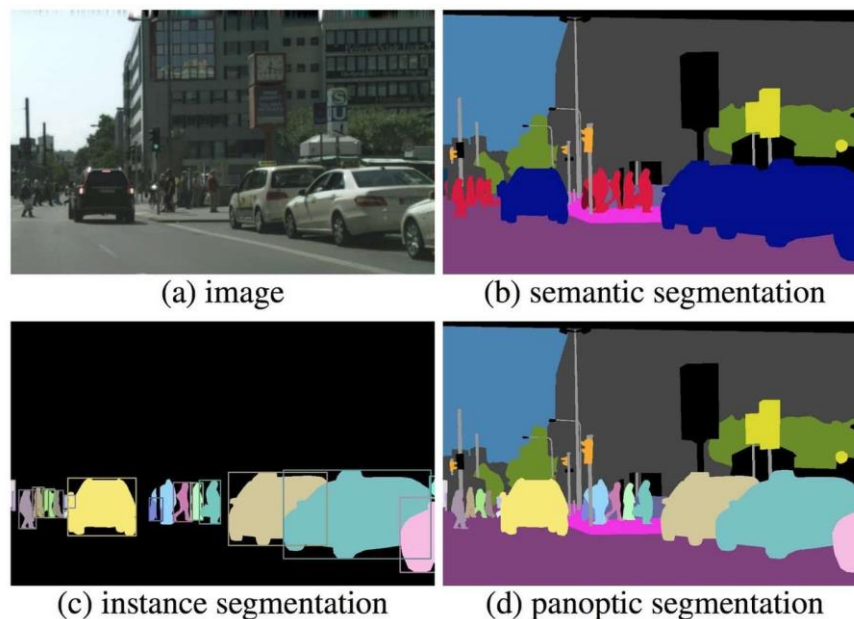 (a) image
(b) semantic segmentation
(c) instance segmentation
(d) panoptic segmentation